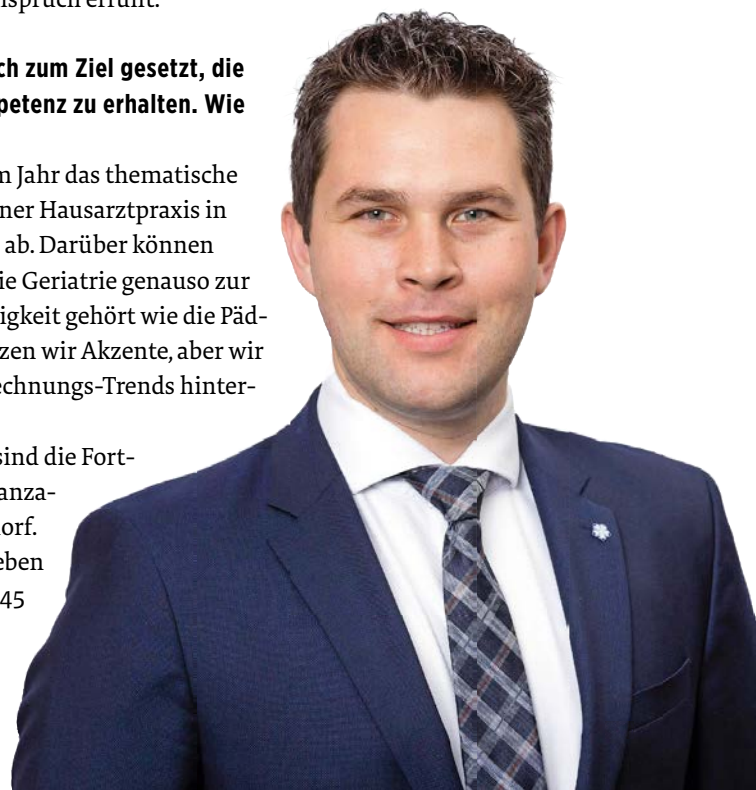 ch zum Ziel gesetzt, die
petenz zu erhalten. Wie
m Jahr das thematische
ner Hausarztpraxis in
ab. Darüber können
ie Geriatrie genauso zur
igkeit gehört wie die Päd-
zen wir Akzente, aber wir
echnungs-Trends hinter-
sind die Fort-
anza-
orf.
eben
45